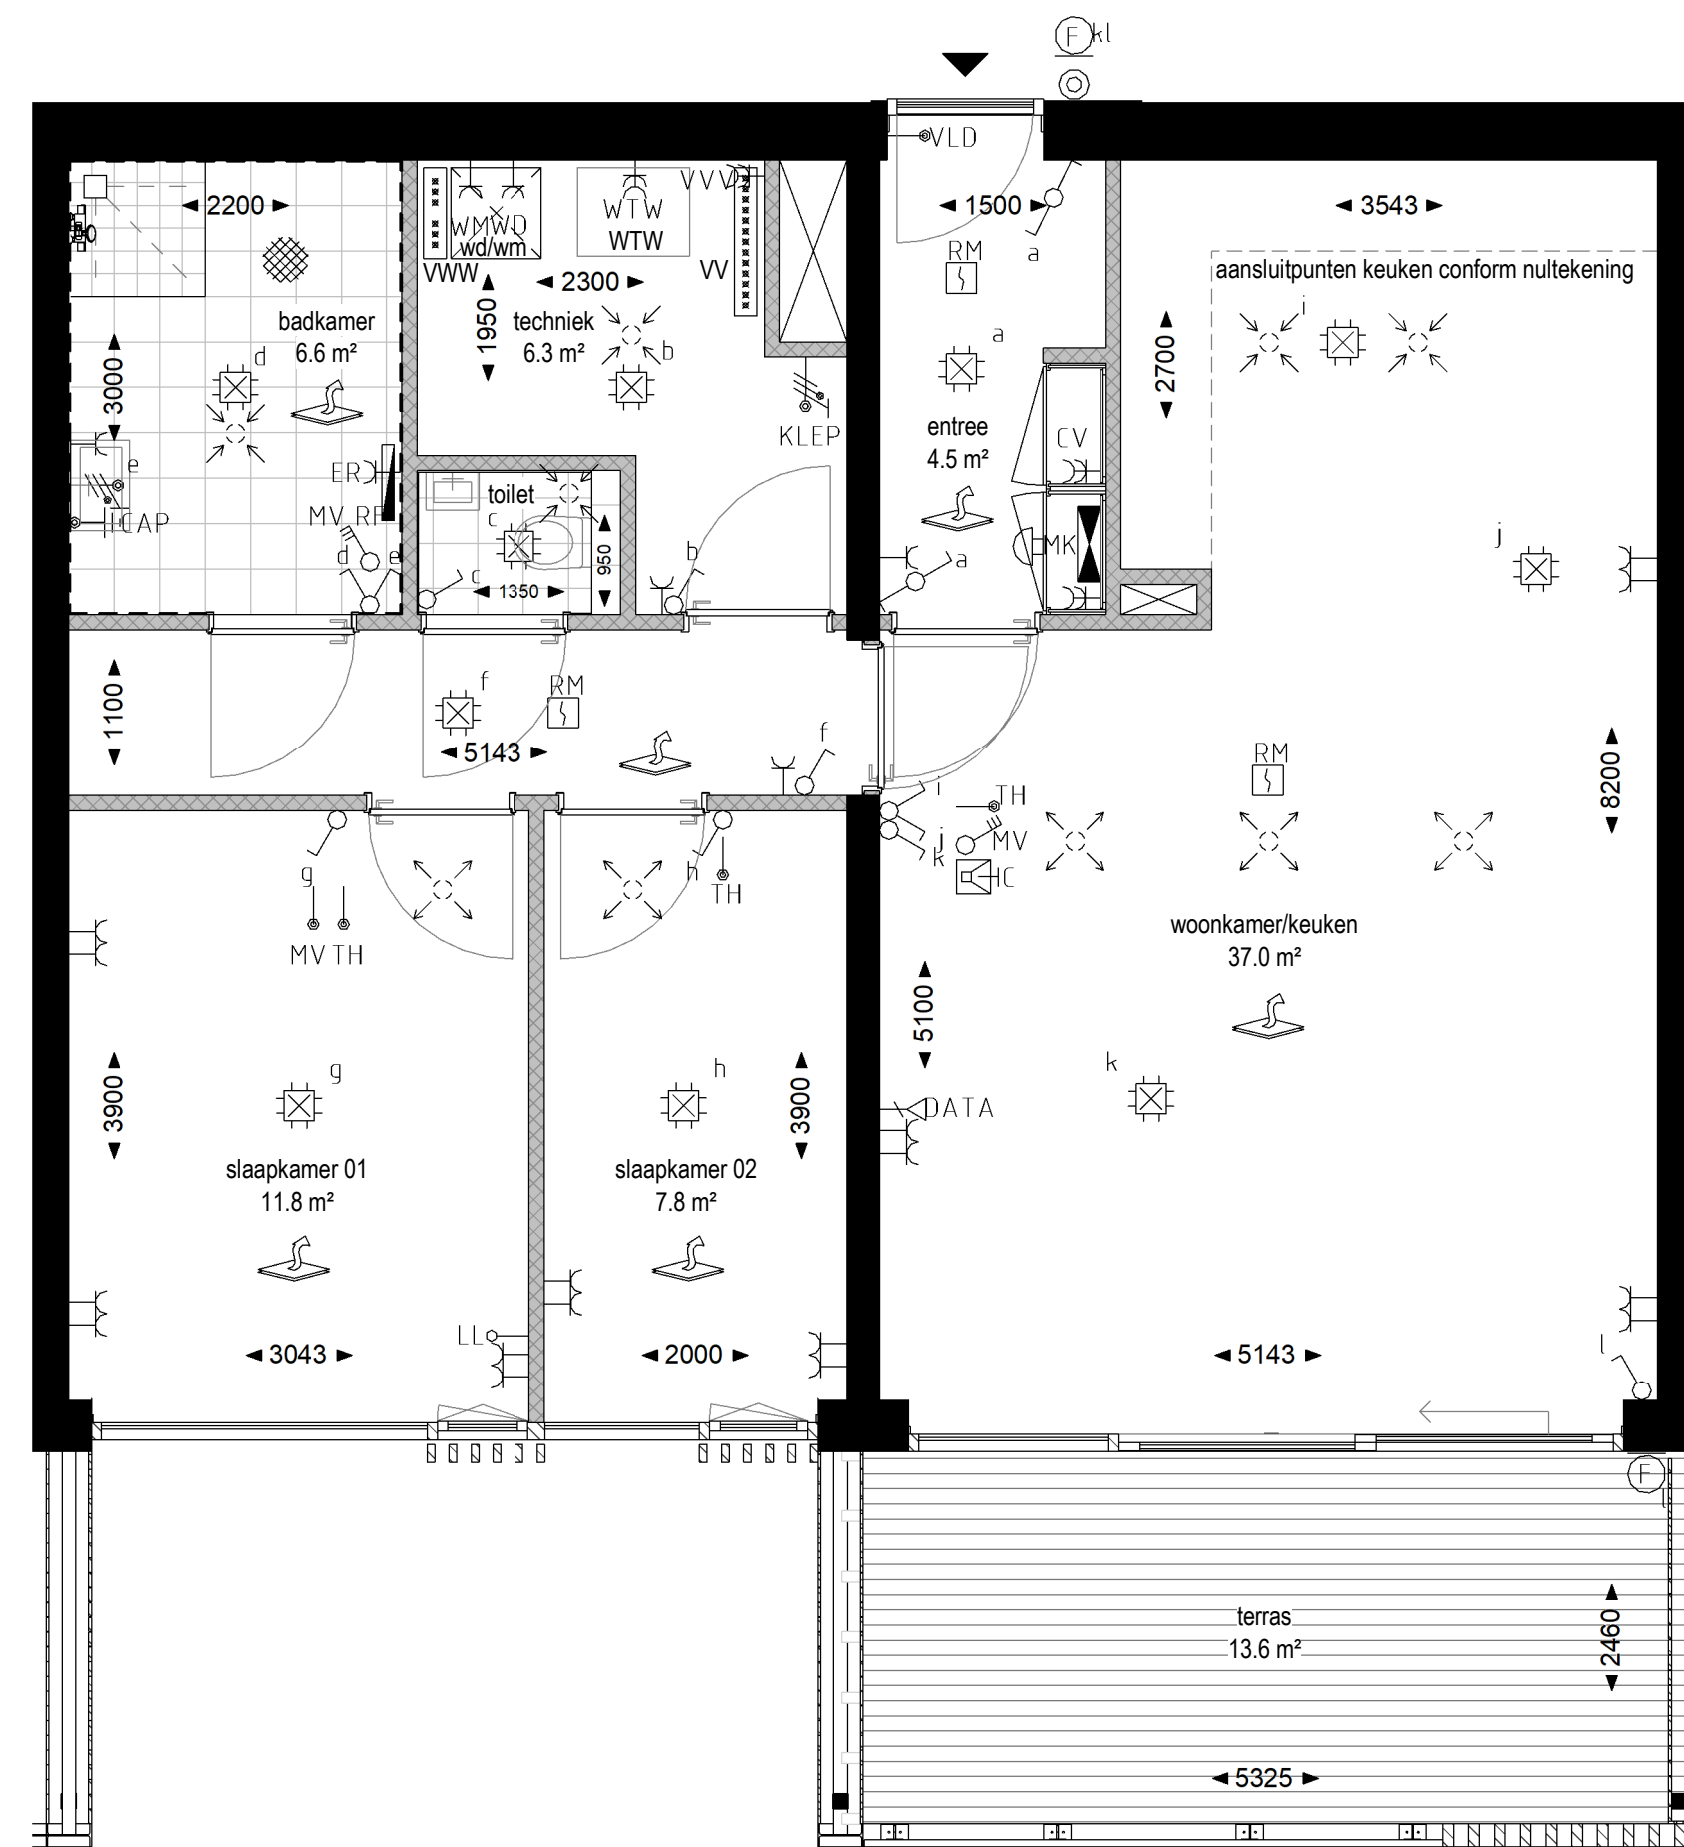 F kl
VLD
2200
WM WD
wd/wm
VWW
WTW
WTW
VVW
VV
1500
RM
a
3543
aansluitpunten keuken conform nultekening
2300
1950
techniek
6.3 m²
b
badkamer
6.6 m²
d
3000
a
i
2700
KLEP
entree
4.5 m²
CV
e
ER
CAP
MV RF
d
e
toilet
c
c
1350
950
b
a
MK
j
1100
f
RM
5143
f
RM
8200
i
j
k
TH
MV
HC
g
MV TH
h
TH
woonkamer/keuken
37.0 m²
5100
k
DATA
3900
g
h
3900
slaapkamer 01
11.8 m²
slaapkamer 02
7.8 m²
LL
3043
2000
5143
l
F
l
terras
13.6 m²
2460
5325